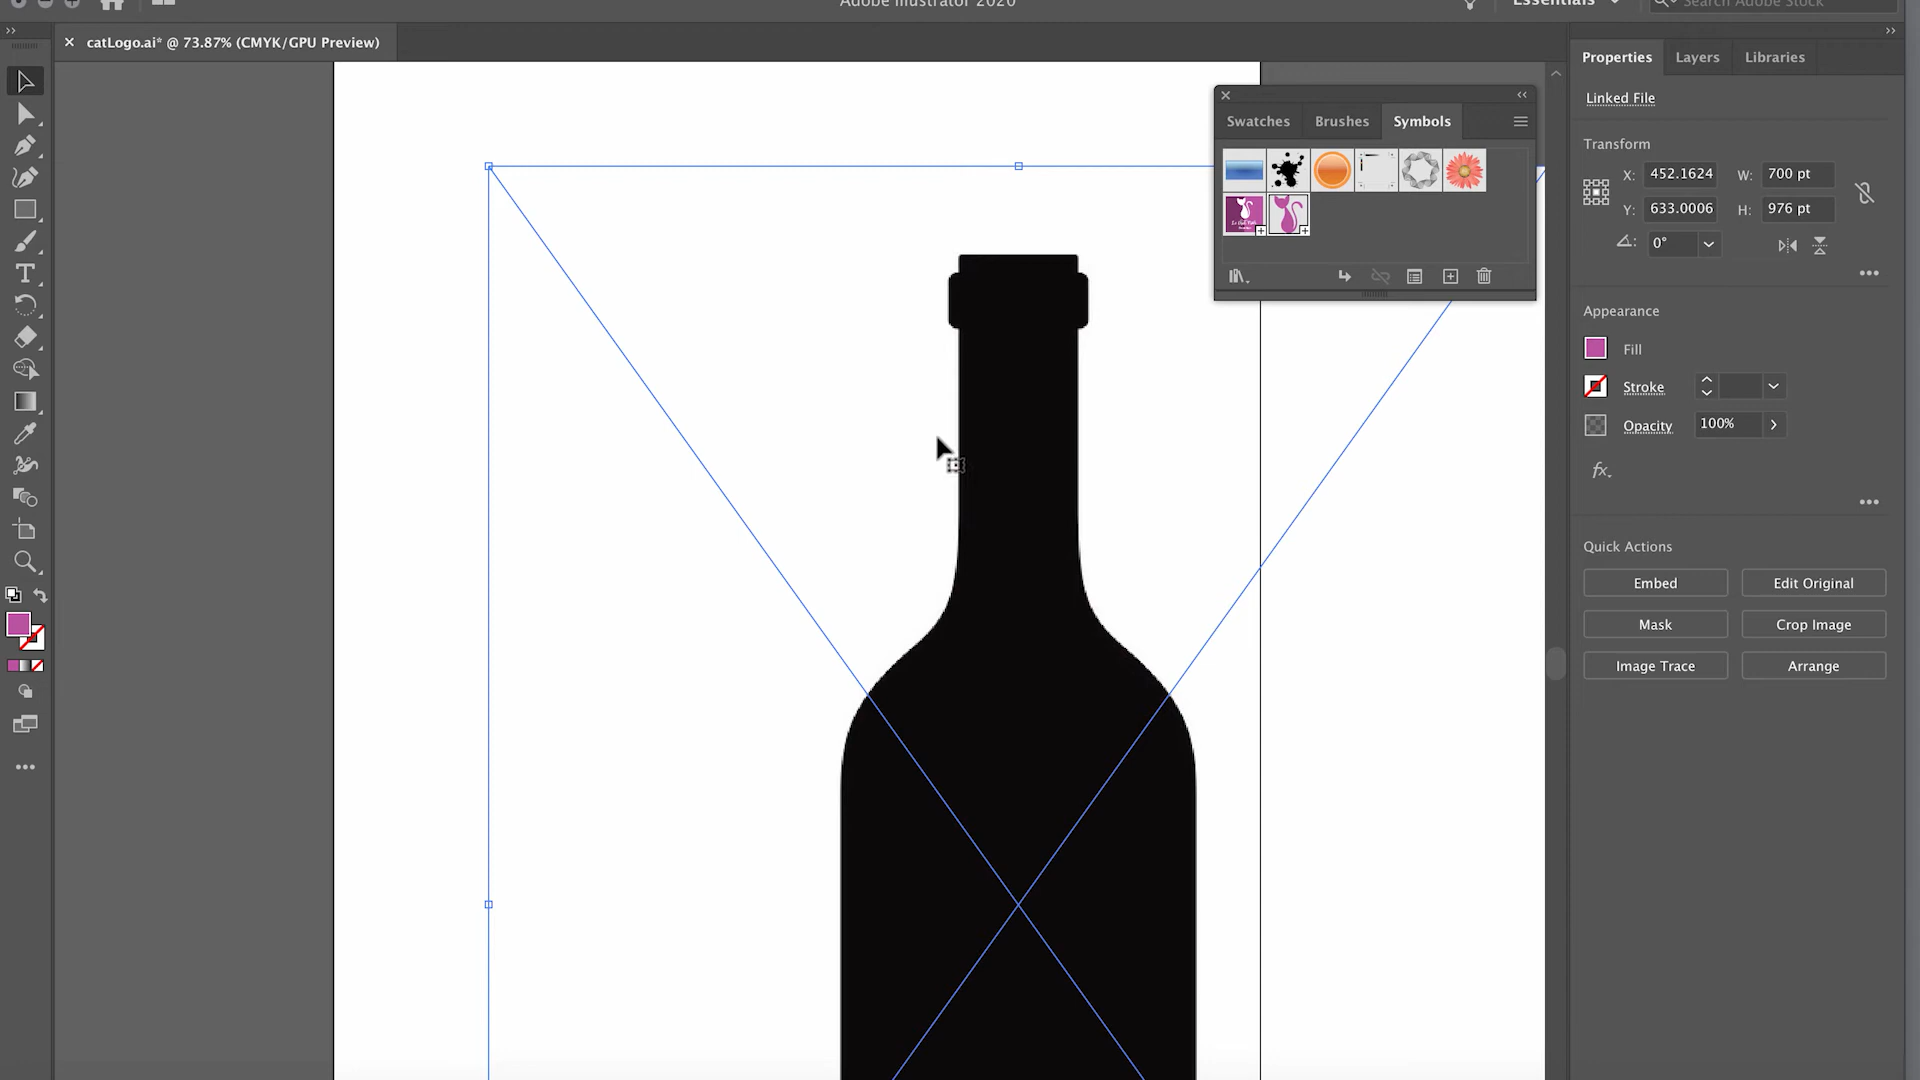 Adobe Illustrator 2020
Essentials
Search Adobe Stock
catLogo.ai* @ 73.87% (CMYK/GPU Preview)
Swatches
Brushes
Symbols
Properties
Layers
Libraries
Linked File
Transform
X: 452.1624
W: 700 pt
Y: 633.0006
H: 976 pt
0°
Appearance
Fill
Stroke
Opacity
100%
fx
Quick Actions
Embed
Edit Original
Mask
Crop Image
Image Trace
Arrange